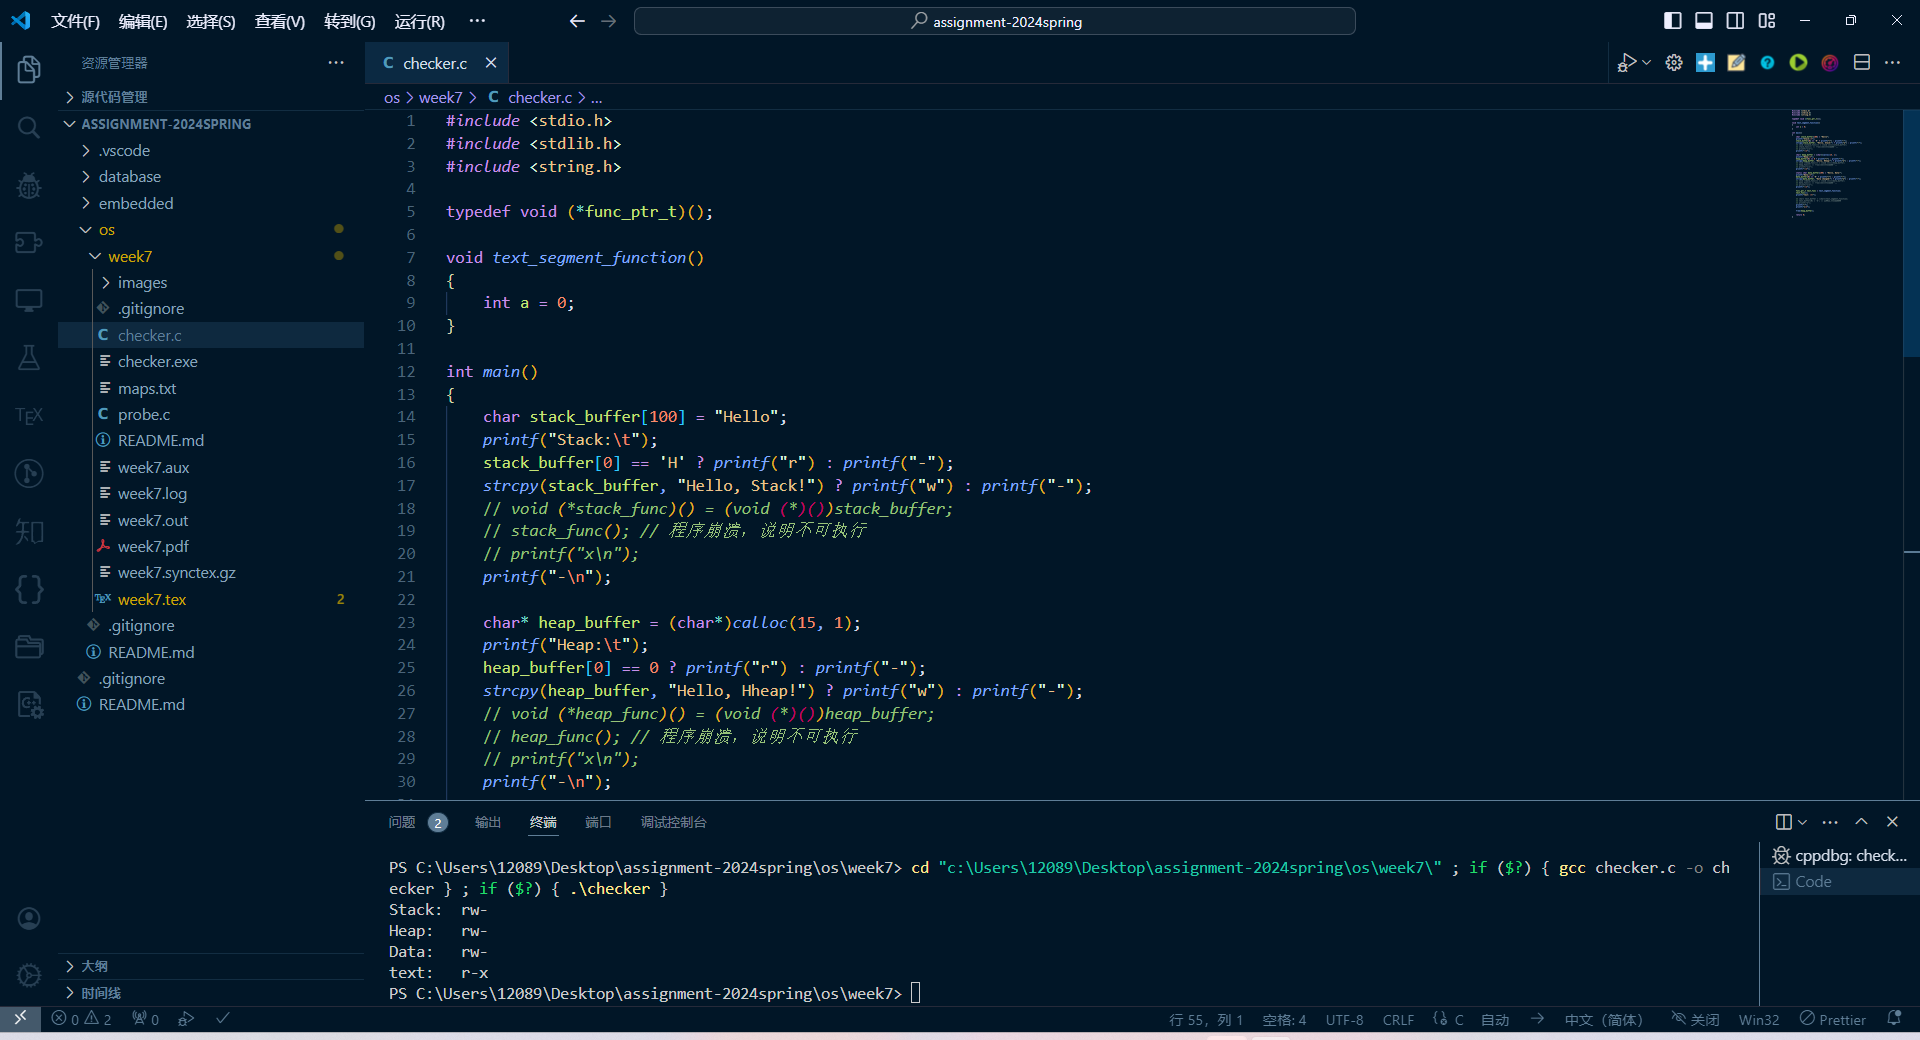 文件(F) 编辑(E) 选择(S) 查看(V) 转到(G) 运行(R) ··· assignment-2024spring
资源管理器 ···
源代码管理
ASSIGNMENT-2024SPRING
.vscode
database
embedded
os
week7
images
.gitignore
checker.c
checker.exe
maps.txt
probe.c
README.md
week7.aux
week7.log
week7.out
week7.pdf
week7.synctex.gz
TEX week7.tex 2
.gitignore
README.md
.gitignore
README.md
大纲
时间线
TEX
知
C checker.c
os > week7 > C checker.c > ...
1 #include <stdio.h>
2 #include <stdlib.h>
3 #include <string.h>
4
5 typedef void (*func_ptr_t)();
6
7 void text_segment_function()
8 {
9 int a = 0;
10 }
11
12 int main()
13 {
14 char stack_buffer[100] = "Hello";
15 printf("Stack:\t");
16 stack_buffer[0] == 'H' ? printf("r") : printf("-");
17 strcpy(stack_buffer, "Hello, Stack!") ? printf("w") : printf("-");
18 // void (*stack_func)() = (void (*)())stack_buffer;
19 // stack_func(); // 程序崩溃，说明不可执行
20 // printf("x\n");
21 printf("-\n");
22
23 char* heap_buffer = (char*)calloc(15, 1);
24 printf("Heap:\t");
25 heap_buffer[0] == 0 ? printf("r") : printf("-");
26 strcpy(heap_buffer, "Hello, Hheap!") ? printf("w") : printf("-");
27 // void (*heap_func)() = (void (*)())heap_buffer;
28 // heap_func(); // 程序崩溃，说明不可执行
29 // printf("x\n");
30 printf("-\n");
问题 2 输出 终端 端口 调试控制台
PS C:\Users\12089\Desktop\assignment-2024spring\os\week7> cd "c:\Users\12089\Desktop\assignment-2024spring\os\week7\" ; if ($?) { gcc checker.c -o ch
ecker } ; if ($?) { .\checker }
Stack: rw-
Heap: rw-
Data: rw-
text: r-x
PS C:\Users\12089\Desktop\assignment-2024spring\os\week7>
cppdbg: check...
Code
0 2 0 行 55，列 1 空格: 4 UTF-8 CRLF C 自动 中文（简体） 关闭 Win32 Prettier